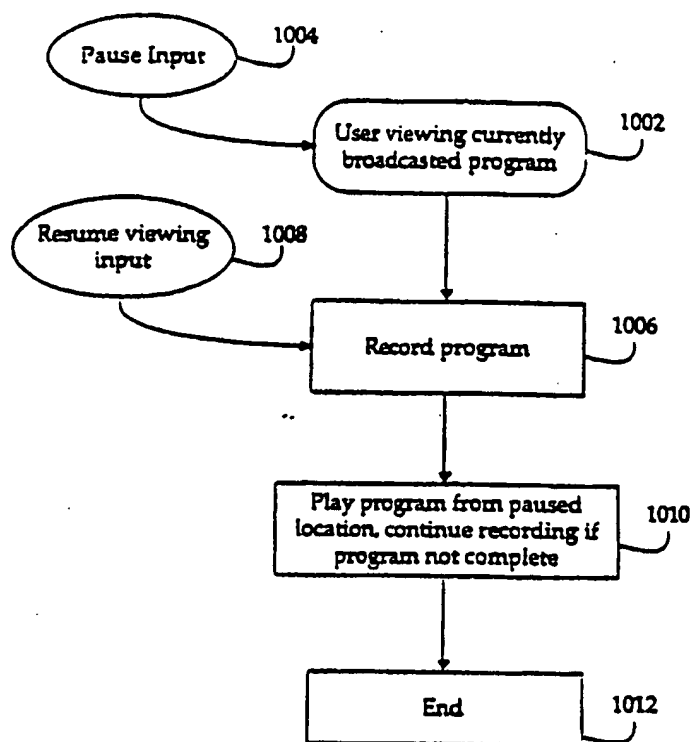 1004
Pause Input
1002
User viewing currently
broadcasted program
Resume viewing
input
1008
1006
Record program
Play program from paused
location, continue recording if
program not complete
1010
End
1012